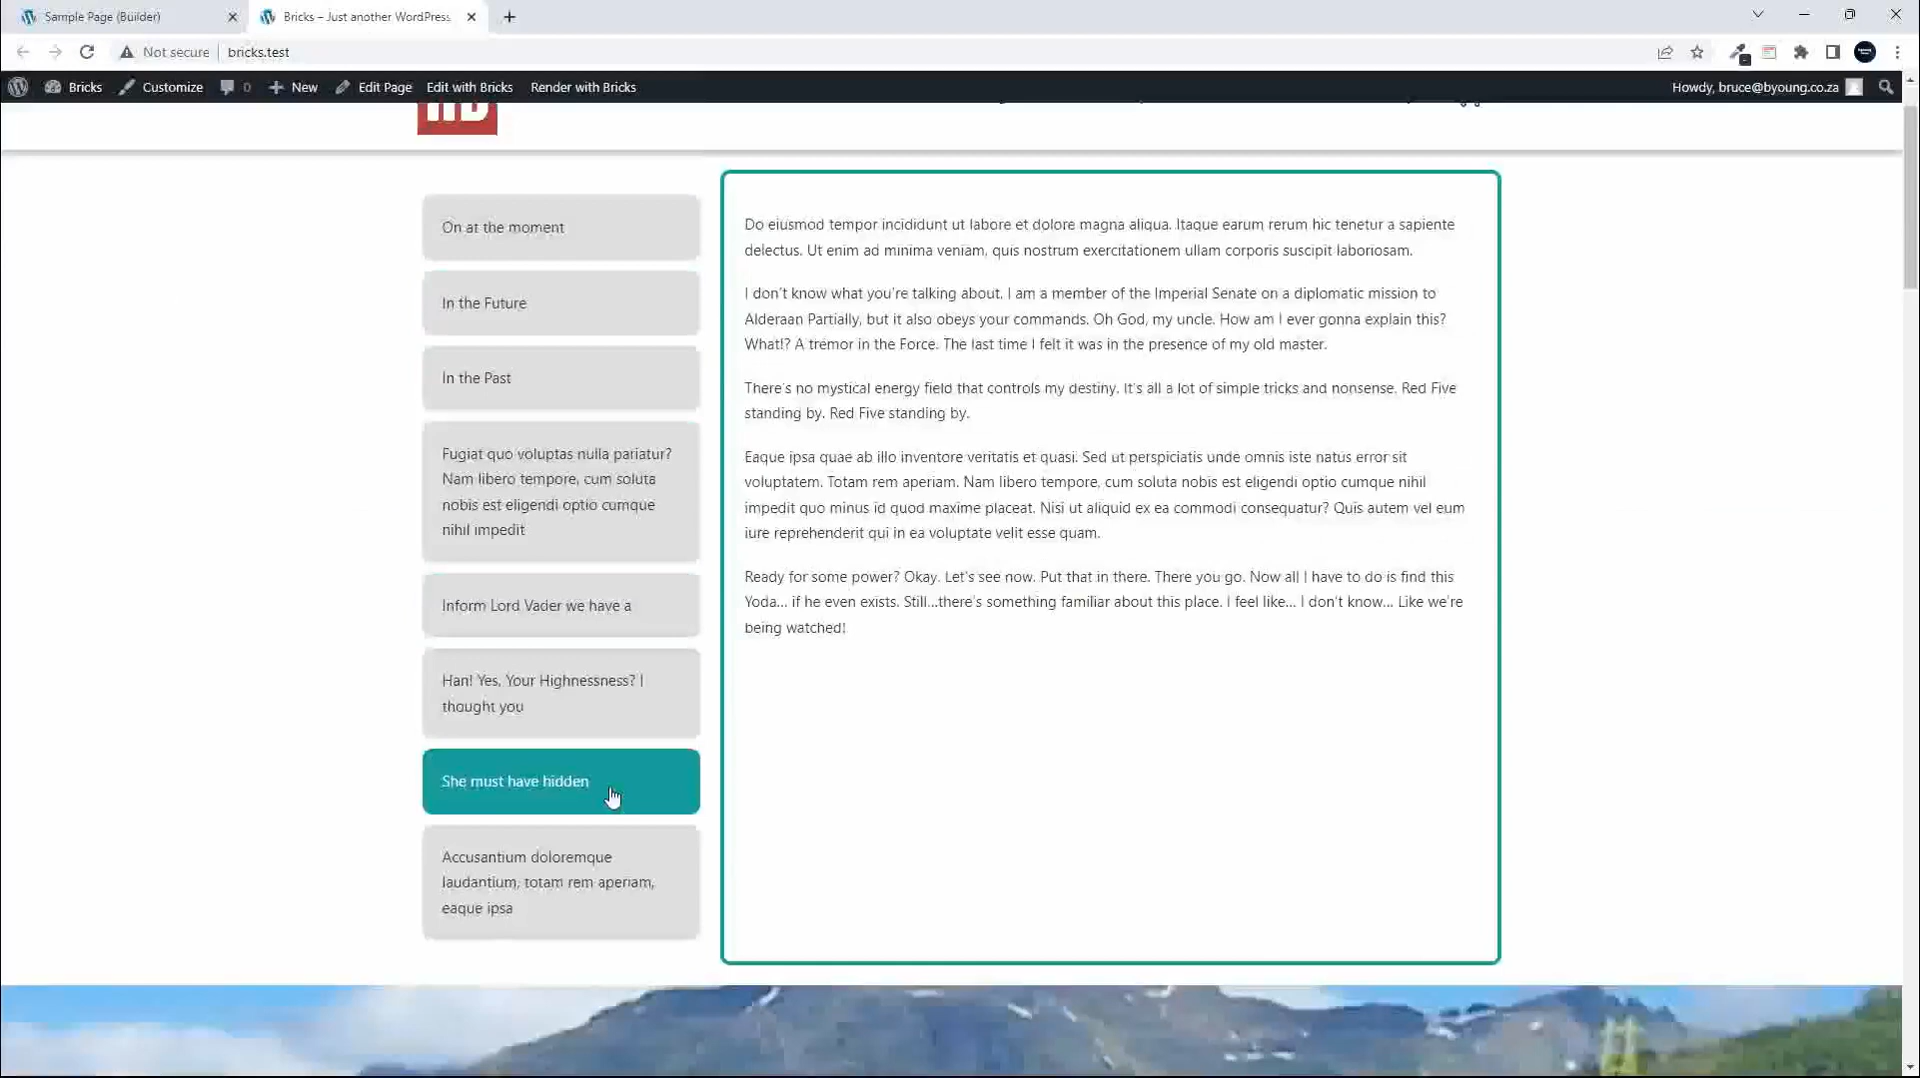 Sample Page (Builder)
Bricks – Just another WordPress
Not secure
bricks.test
Bricks
Customize
0
New
Edit Page
Edit with Bricks
Render with Bricks
Howdy, bruce@byoung.co.za
On at the moment
In the Future
In the Past
Fugiat quo voluptas nulla pariatur?
Nam libero tempore, cum soluta
nobis est eligendi optio cumque
nihil impedit
Inform Lord Vader we have a
Han! Yes, Your Highnessness? I
thought you
She must have hidden
Accusantium doloremque
laudantium, totam rem aperiam,
eaque ipsa
Do eiusmod tempor incididunt ut labore et dolore magna aliqua. Itaque earum rerum hic tenetur a sapiente
delectus. Ut enim ad minima veniam, quis nostrum exercitationem ullam corporis suscipit laboriosam.
I don't know what you're talking about. I am a member of the Imperial Senate on a diplomatic mission to
Alderaan Partially, but it also obeys your commands. Oh God, my uncle. How am I ever gonna explain this?
What!? A tremor in the Force. The last time I felt it was in the presence of my old master.
There's no mystical energy field that controls my destiny. It's all a lot of simple tricks and nonsense. Red Five
standing by. Red Five standing by.
Eaque ipsa quae ab illo inventore veritatis et quasi. Sed ut perspiciatis unde omnis iste natus error sit
voluptatem. Totam rem aperiam. Nam libero tempore, cum soluta nobis est eligendi optio cumque nihil
impedit quo minus id quod maxime placeat. Nisi ut aliquid ex ea commodi consequatur? Quis autem vel eum
iure reprehenderit qui in ea voluptate velit esse quam.
Ready for some power? Okay. Let's see now. Put that in there. There you go. Now all I have to do is find this
Yoda... if he even exists. Still...there's something familiar about this place. I feel like... I don't know... Like we're
being watched!